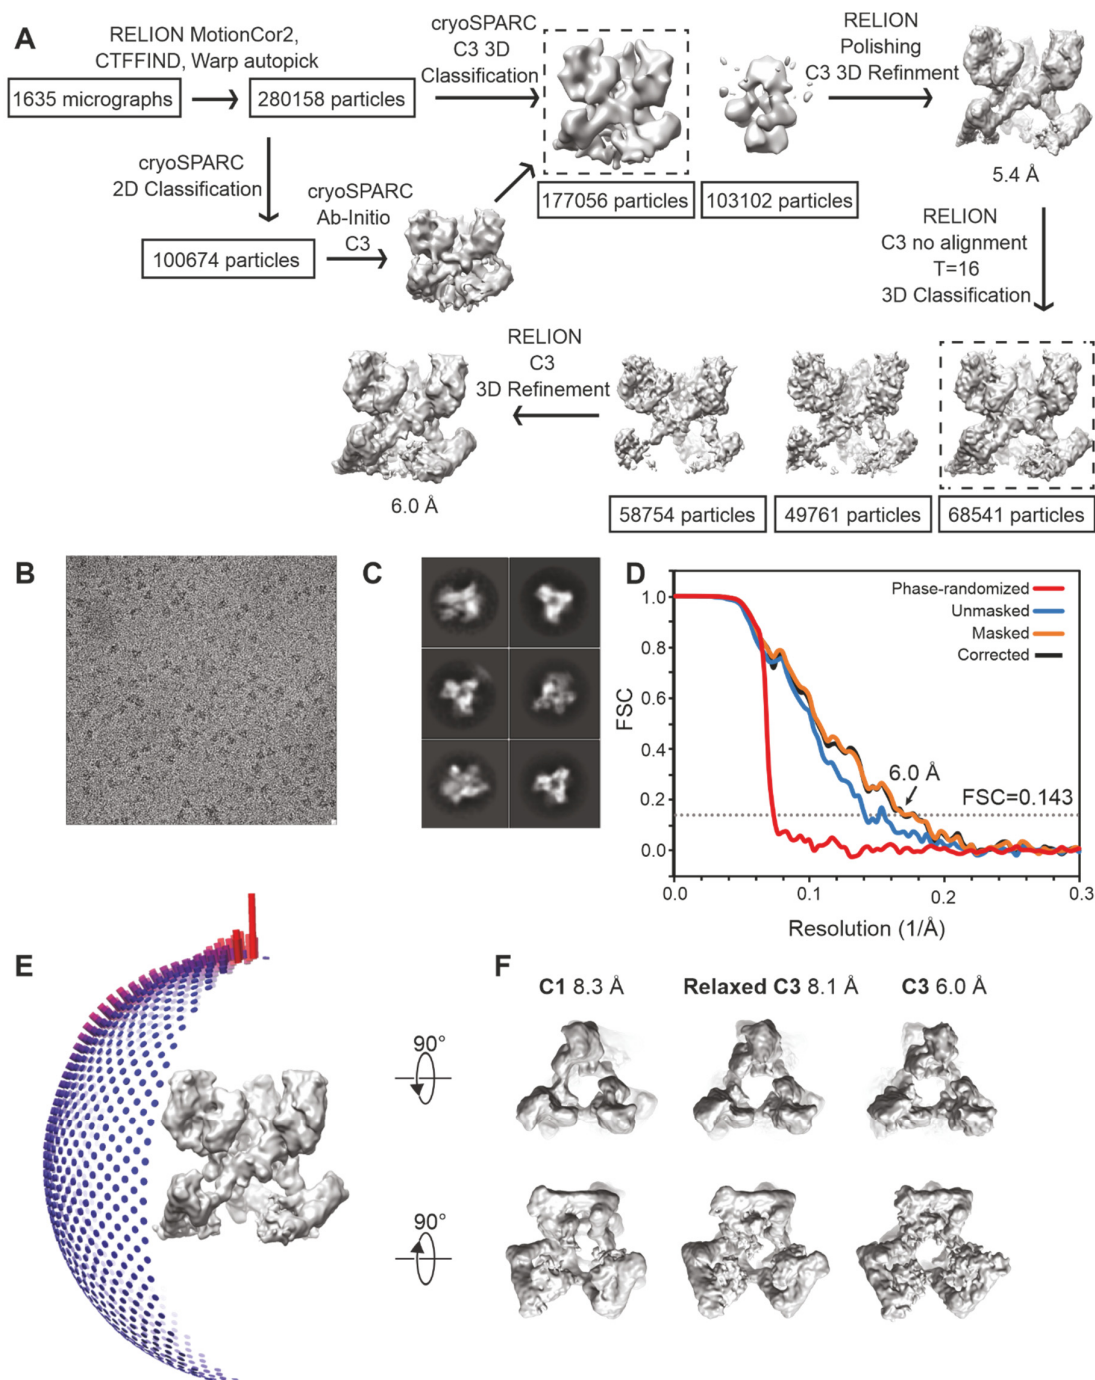 A
RELION MotionCor2,
CTFFIND, Warp autopick
1635 micrographs
280158 particles
cryoSPARC
C3 3D
Classification
177056 particles
103102 particles
RELION
Polishing
C3 3D Refinment
5.4 Å
cryoSPARC
2D Classification
100674 particles
cryoSPARC
Ab-Initio
C3
RELION
C3 no alignment
T=16
3D Classification
RELION
C3
3D Refinement
6.0 Å
58754 particles
49761 particles
68541 particles
B
C
D
Phase-randomized
Unmasked
Masked
Corrected
1.0
0.8
0.6
0.4
0.2
0.0
FSC
6.0 Å
FSC=0.143
0.0
0.1
0.2
0.3
Resolution (1/Å)
E
90°
90°
F
C1 8.3 Å
Relaxed C3 8.1 Å
C3 6.0 Å